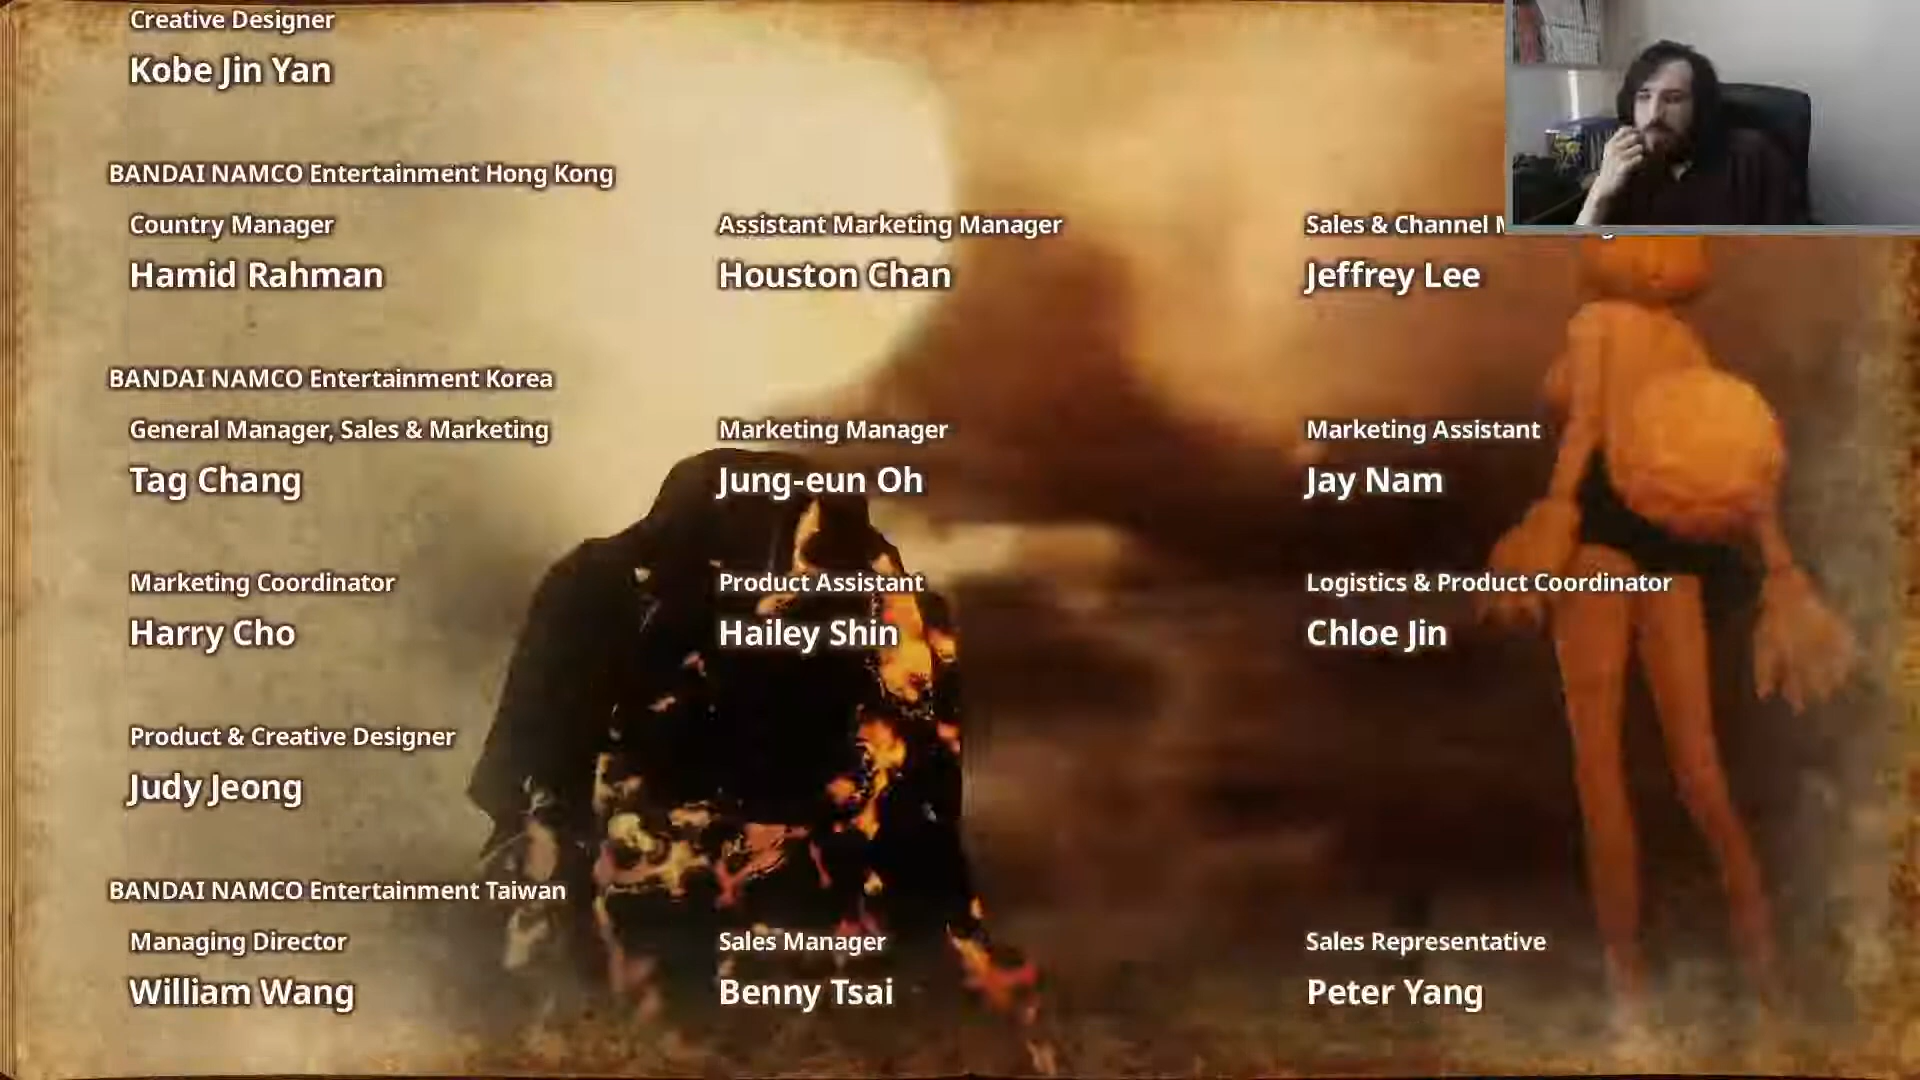 Creative Designer
Kobe Jin Yan
BANDAI NAMCO Entertainment Hong Kong
Country Manager
Assistant Marketing Manager
Sales & Channel
Hamid Rahman
Houston Chan
Jeffrey Lee
BANDAI NAMCO Entertainment Korea
General Manager, Sales & Marketing
Marketing Manager
Marketing Assistant
Tag Chang
Jung-eun Oh
Jay Nam
Marketing Coordinator
Product Assistant
Logistics & Product Coordinator
Harry Cho
Hailey Shin
Chloe Jin
Product & Creative Designer
Judy Jeong
BANDAI NAMCO Entertainment Taiwan
Managing Director
Sales Manager
Sales Representative
William Wang
Benny Tsai
Peter Yang